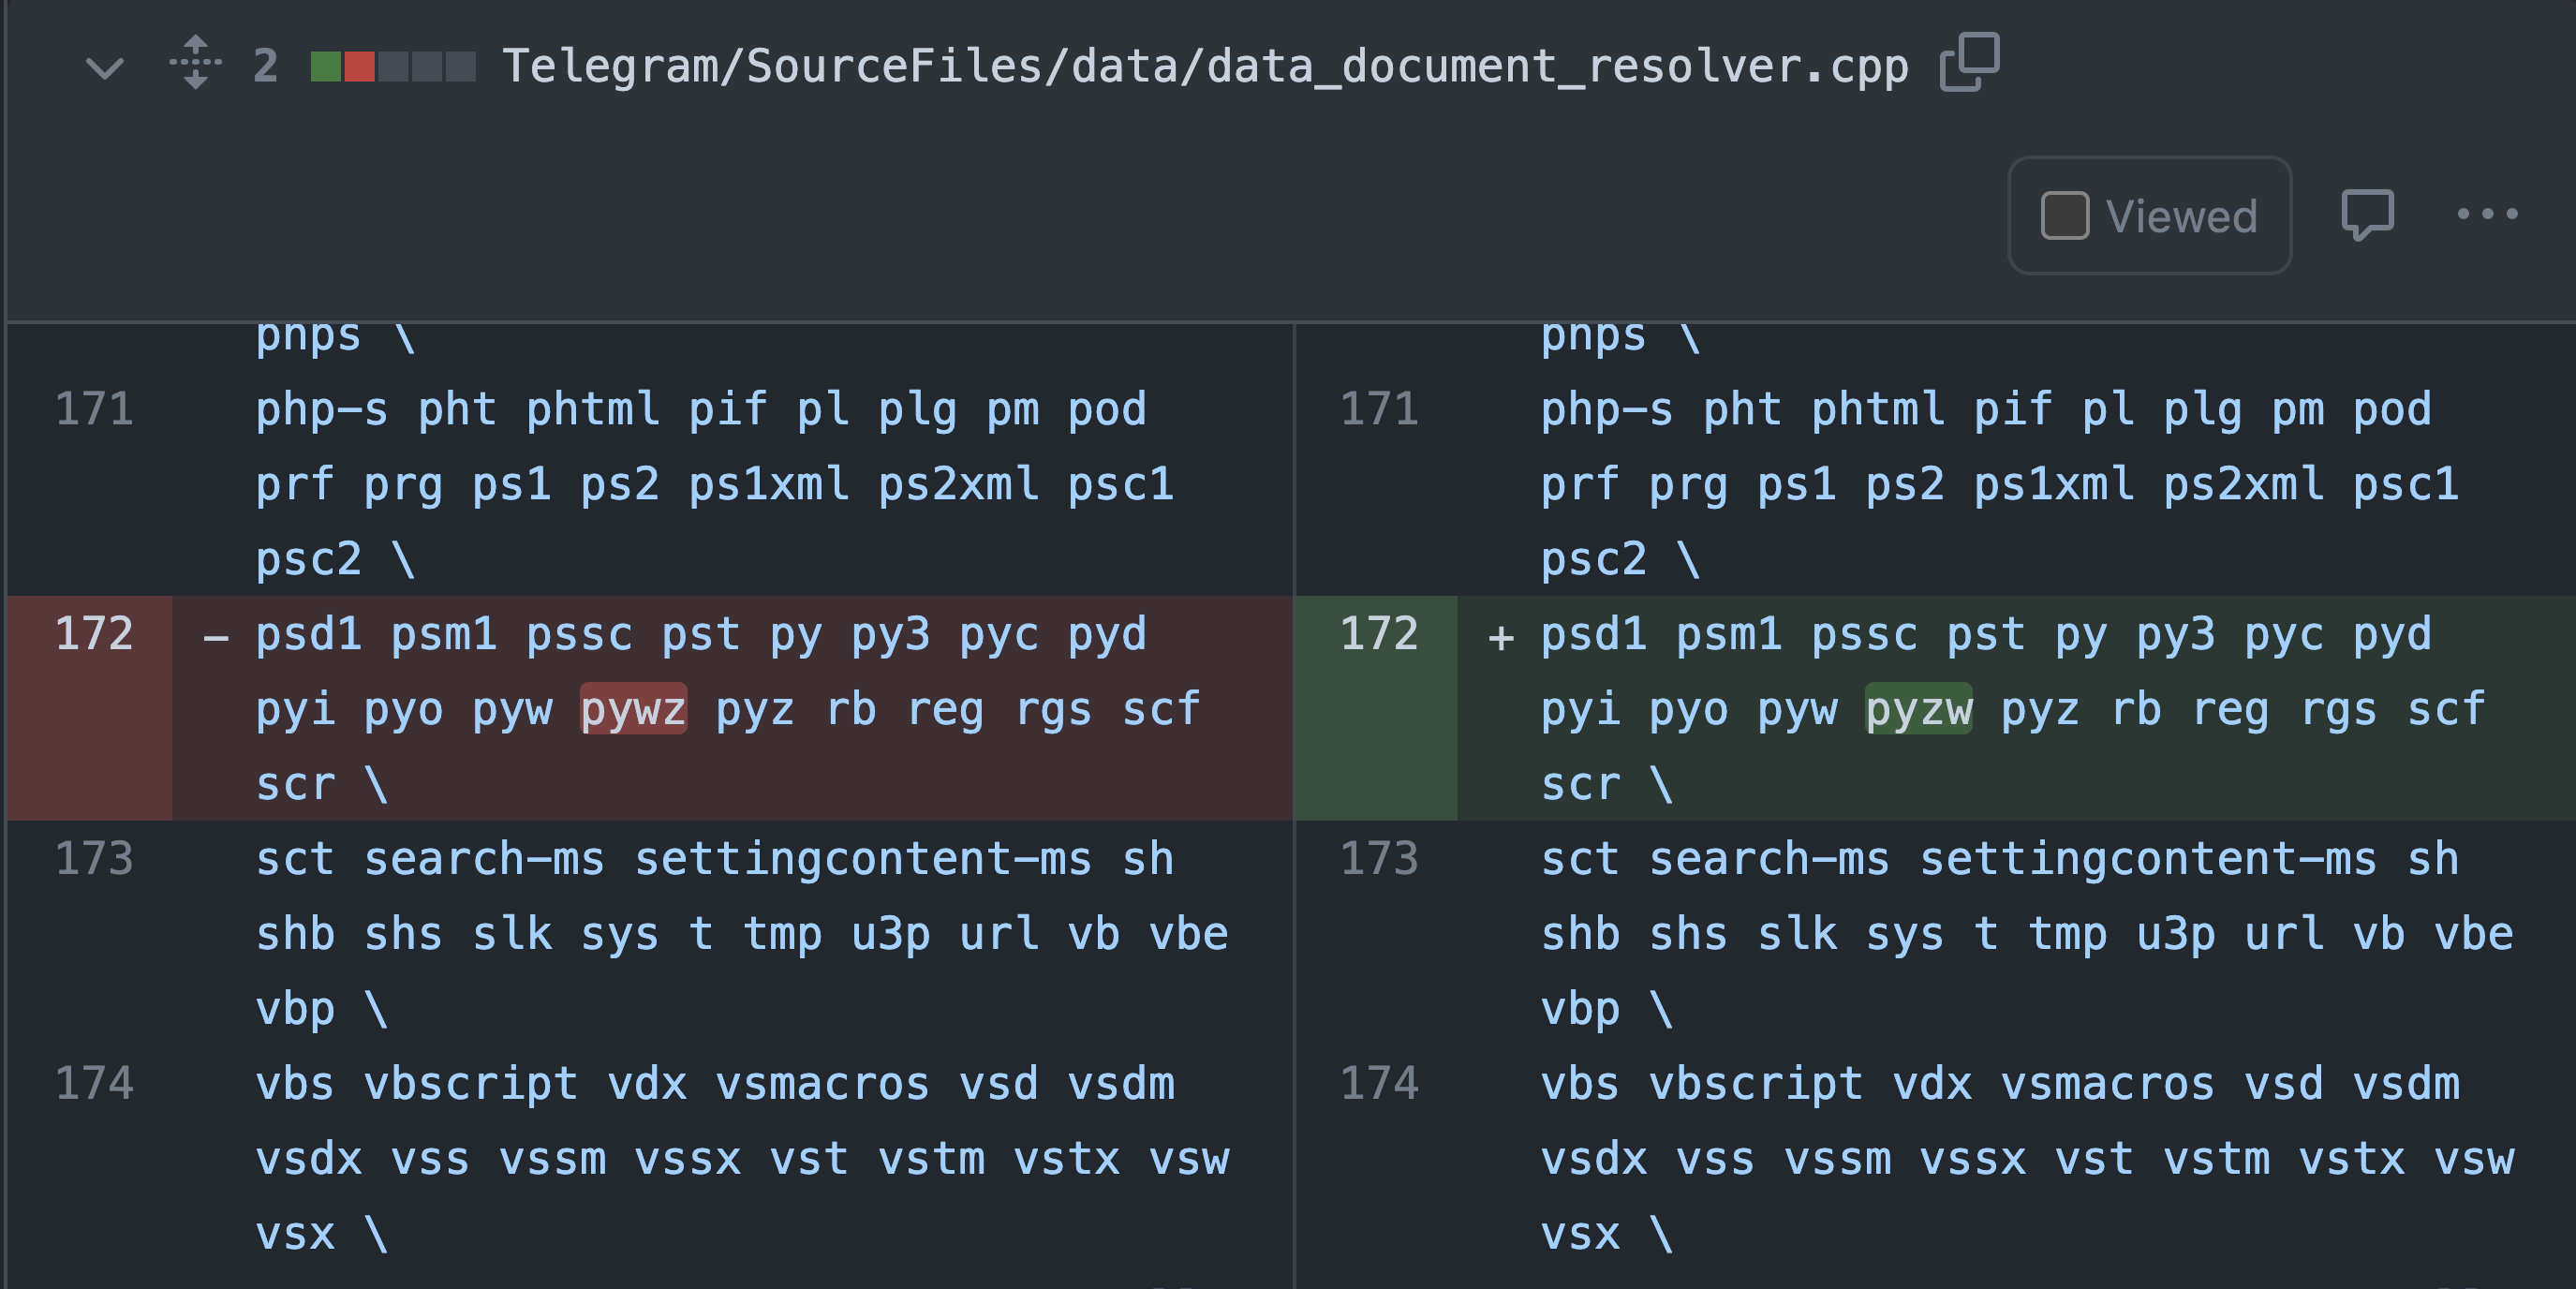 2 Telegram/SourceFiles/data/data_document_resolver.cpp
Viewed
phps \
171 php-s pht phtml pif pl plg pm pod
prf prg ps1 ps2 ps1xml ps2xml psc1
psc2 \
172 - psd1 psm1 pssc pst py py3 pyc pyd
pyi pyo pyw pywz pyz rb reg rgs scf
scr \
173 sct search-ms settingcontent-ms sh
shb shs slk sys t tmp u3p url vb vbe
vbp \
174 vbs vbscript vdx vsmacros vsd vsdm
vsdx vss vssm vssx vst vstm vstx vsw
vsx \
phps \
171 php-s pht phtml pif pl plg pm pod
prf prg ps1 ps2 ps1xml ps2xml psc1
psc2 \
172 + psd1 psm1 pssc pst py py3 pyc pyd
pyi pyo pyw pyzw pyz rb reg rgs scf
scr \
173 sct search-ms settingcontent-ms sh
shb shs slk sys t tmp u3p url vb vbe
vbp \
174 vbs vbscript vdx vsmacros vsd vsdm
vsdx vss vssm vssx vst vstm vstx vsw
vsx \